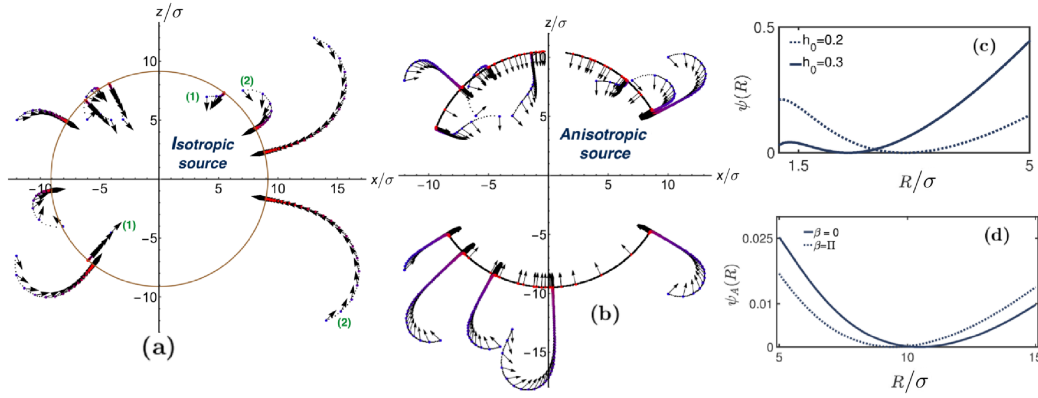 z/σ
10
5
-5
-10
-10
-5
5
10
15
x/σ
(1)
(2)
Isotropic
source
(1)
(2)
(a)
z/σ
10
5
-5
-10
-15
-10
-5
0
5
10
x/σ
Anisotropic
source
(b)
0.5
0
ψ(R)
h0=0.2
h0=0.3
(c)
1.5
5
R/σ
0.025
0.01
0
ψA(R)
β = 0
β=Π
(d)
5
10
15
R/σ